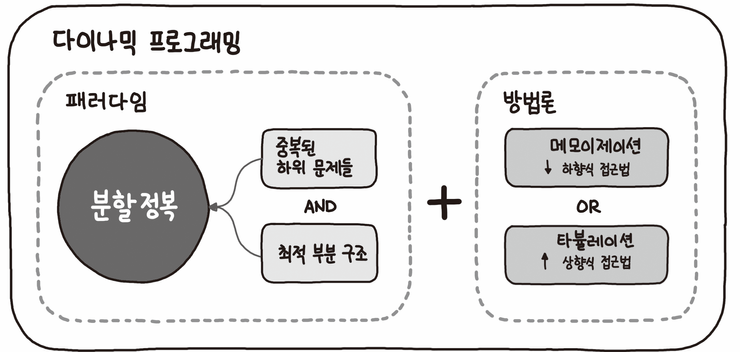 다이나믹 프로그래밍
패러다임
분할 정복
중복된
하위 문제들
AND
최적 부분 구조
+
방법론
메모이제이션
↓ 하향식 접근법
OR
타뷸레이션
↑ 상향식 접근법